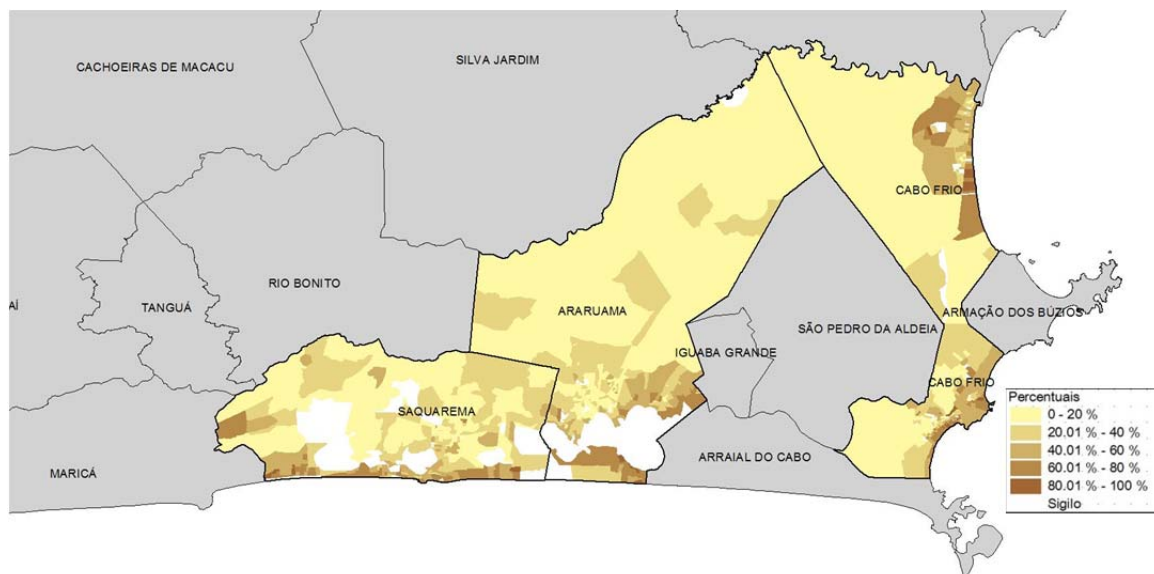 CACHOEIRAS DE MACACU
SILVA JARDIM
CABO FRIO
RIO BONITO
AÍ
TANGUÁ
ARARUAMA
ARMAÇÃO DOS BÚZIOS
SÃO PEDRO DA ALDEIA
IGUABA GRANDE
CABO FRIO
SAQUAREMA
ARRAIAL DO CABO
MARICÁ
Percentuais
0 - 20 %
20.01 % - 40 %
40.01 % - 60 %
60.01 % - 80 %
80.01 % - 100 %
Sigilo